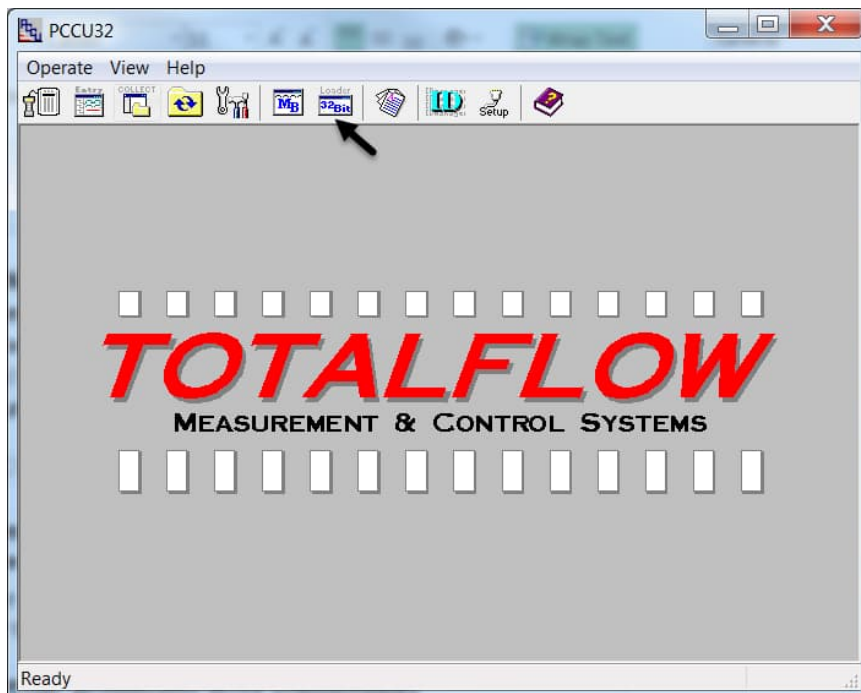 PCCU32
Operate View Help
Entry COLLECT MB Loader 32Bit ID Setup
TOTALFLOW
MEASUREMENT & CONTROL SYSTEMS
Ready